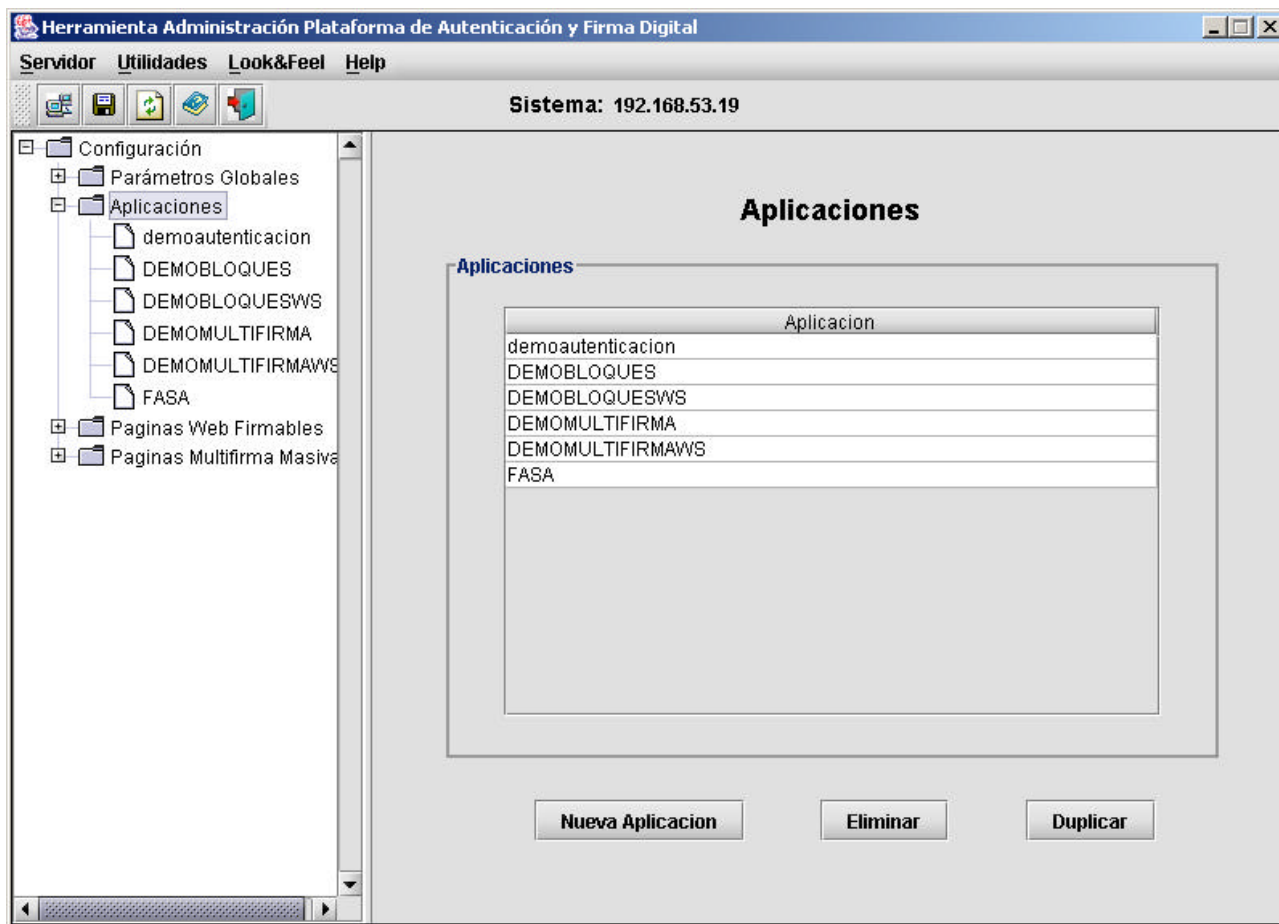 Herramienta Administración Plataforma de Autenticación y Firma Digital
Servidor Utilidades Look&Feel Help
Sistema: 192.168.53.19
Configuración
Parámetros Globales
Aplicaciones
demoautenticacion
DEMOBLOQUES
DEMOBLOQUESWS
DEMOMULTIFIRMA
DEMOMULTIFIRMAWS
FASA
Paginas Web Firmables
Paginas Multifirma Masiva
Aplicaciones
Aplicaciones
Aplicacion
demoautenticacion
DEMOBLOQUES
DEMOBLOQUESWS
DEMOMULTIFIRMA
DEMOMULTIFIRMAWS
FASA
Nueva Aplicacion Eliminar Duplicar